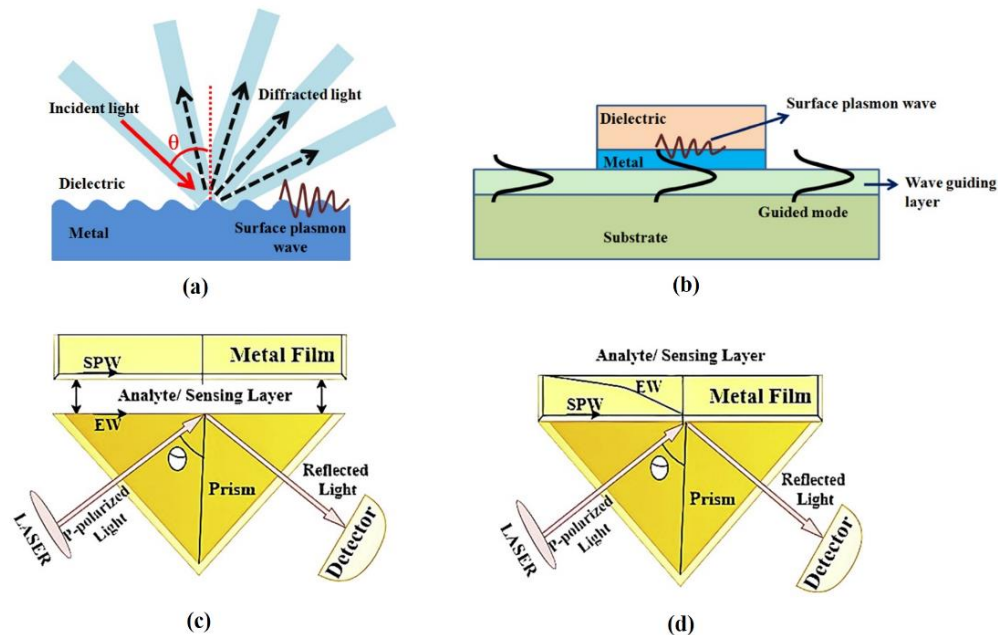 Incident light
θ
Diffracted light
Dielectric
Metal
Surface plasmon
wave
(a)
Surface plasmon wave
Dielectric
Metal
Wave guiding
layer
Guided mode
Substrate
(b)
SPW
Metal Film
Analyte/ Sensing Layer
EW
Θ
Prism
P-polarized
Light
LASER
Reflected
Light
Detector
(c)
Analyte/ Sensing Layer
EW
SPW
Metal Film
Θ
Prism
P-polarized
Light
LASER
Reflected
Light
Detector
(d)